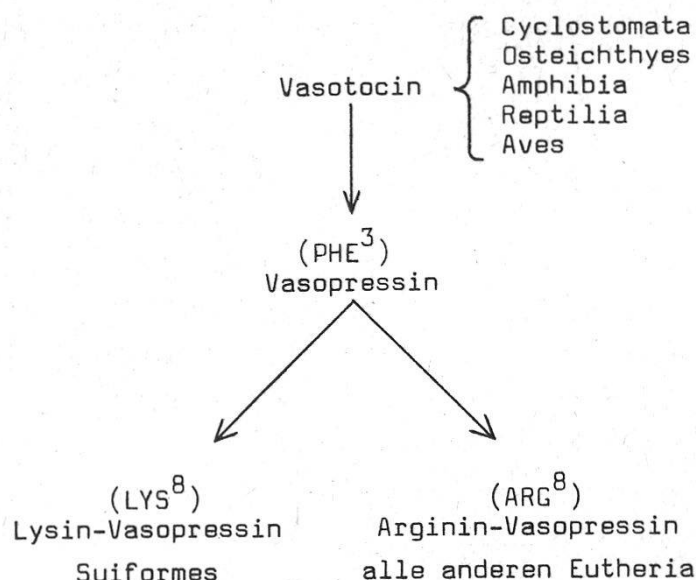 Cyclostomata
Osteichthyes
Vasotocin
Amphibia
Reptilia
Aves
(PHE³)
Vasopressin
(LYS⁸)
(ARG⁸)
Lysin-Vasopressin
Arginin-Vasopressin
Suiformes
alle anderen Eutheria